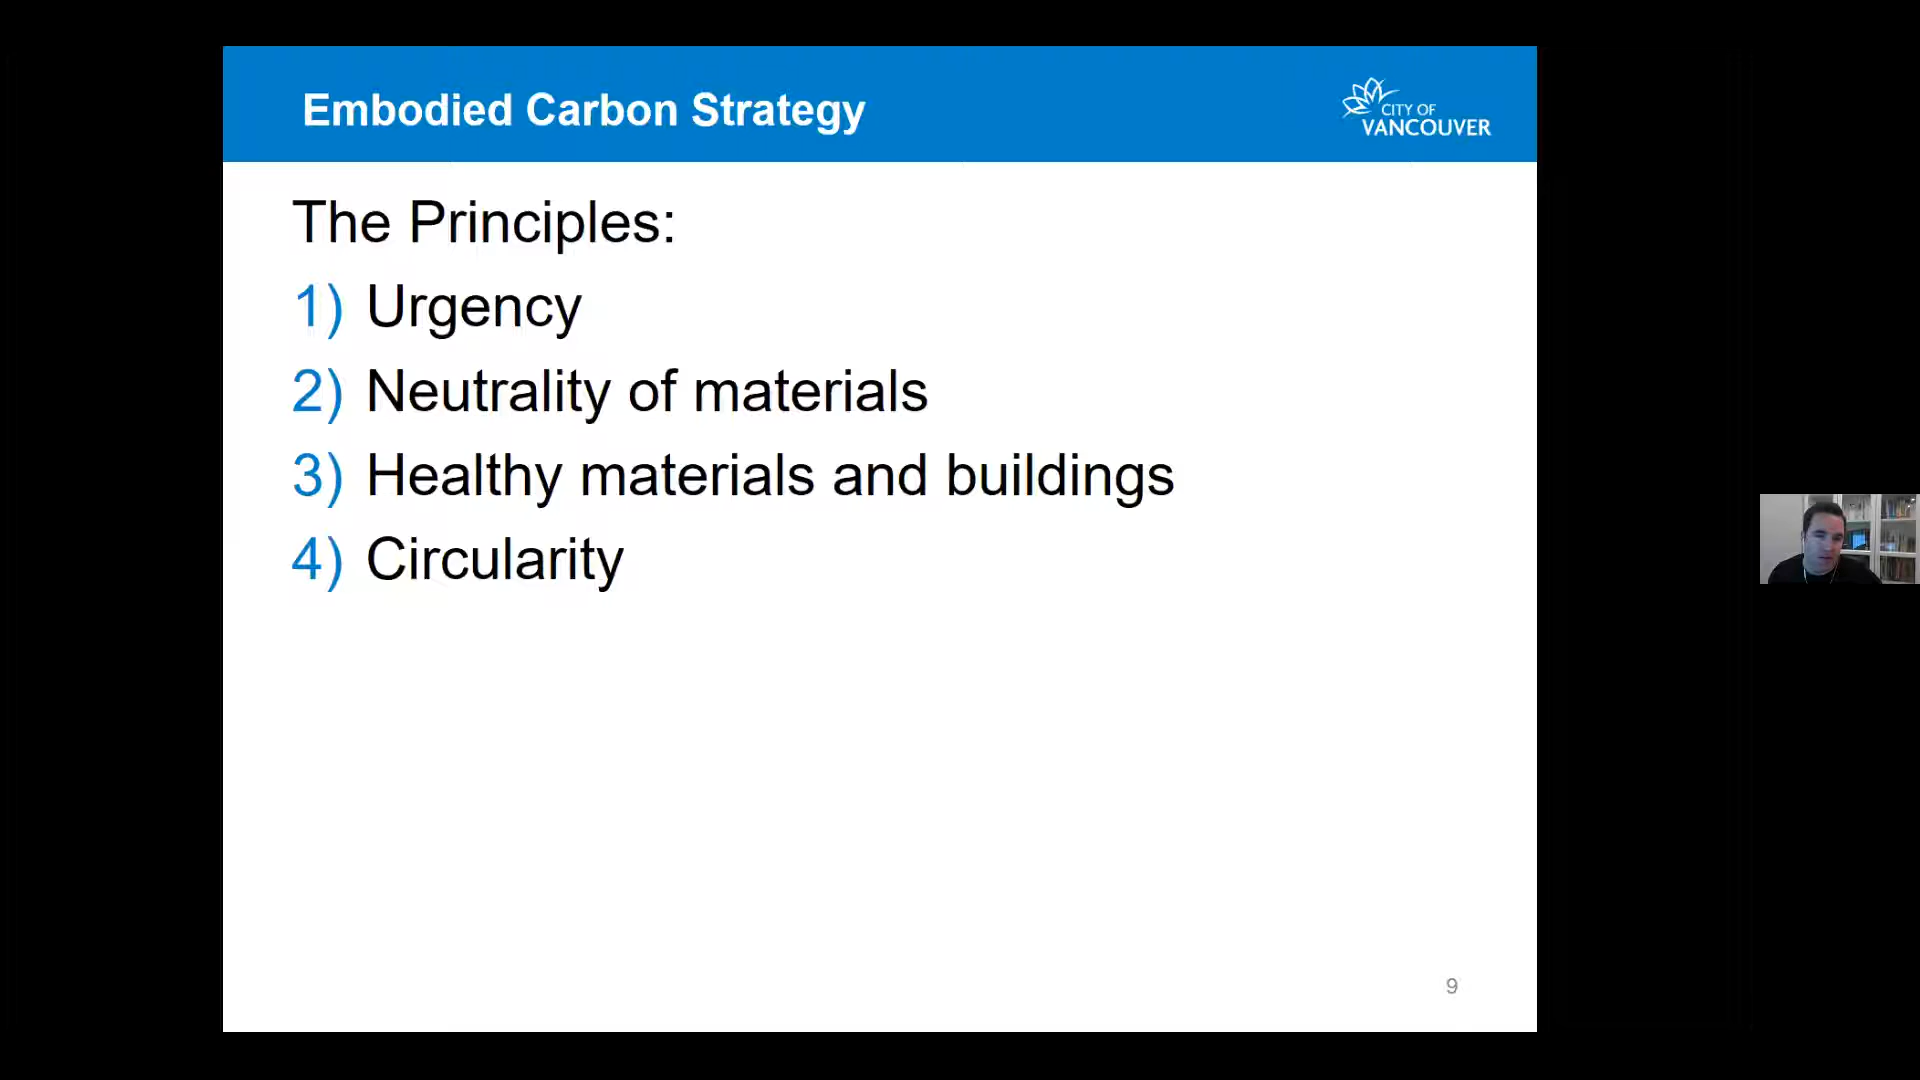 Embodied Carbon Strategy
CITY OF
VANCOUVER
The Principles:
1) Urgency
2) Neutrality of materials
3) Healthy materials and buildings
4) Circularity
9